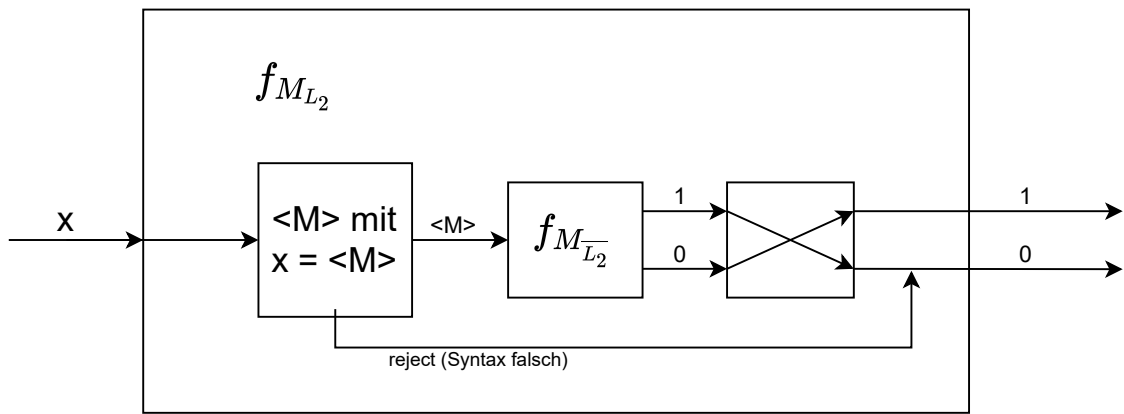 f_{M_{L_2}}
x
<M> mit
x = <M>
<M>
f_{M_{\overline{L_2}}}
1
0
1
0
reject (Syntax falsch)